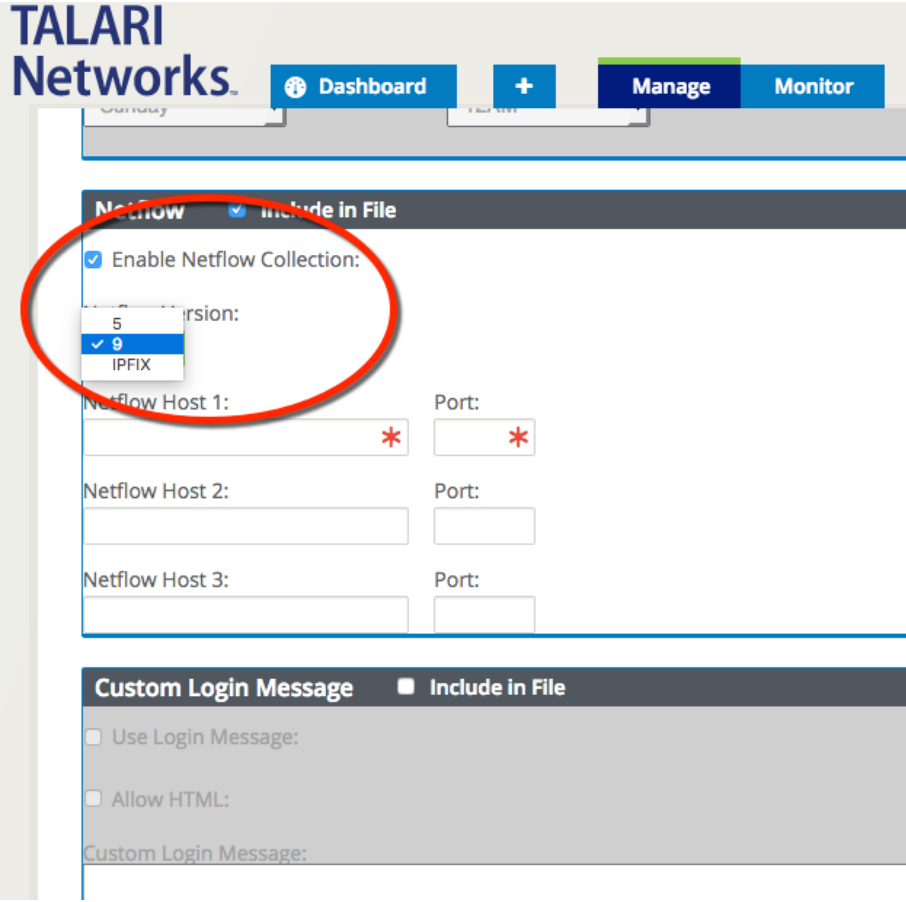 TALARI
Networks
Dashboard + Manage Monitor
Netflow Include in File
Enable Netflow Collection:
Netflow Version:
5
9
IPFIX
Netflow Host 1: Port:
* *
Netflow Host 2: Port:
Netflow Host 3: Port:
Custom Login Message Include in File
Use Login Message:
Allow HTML:
Custom Login Message: